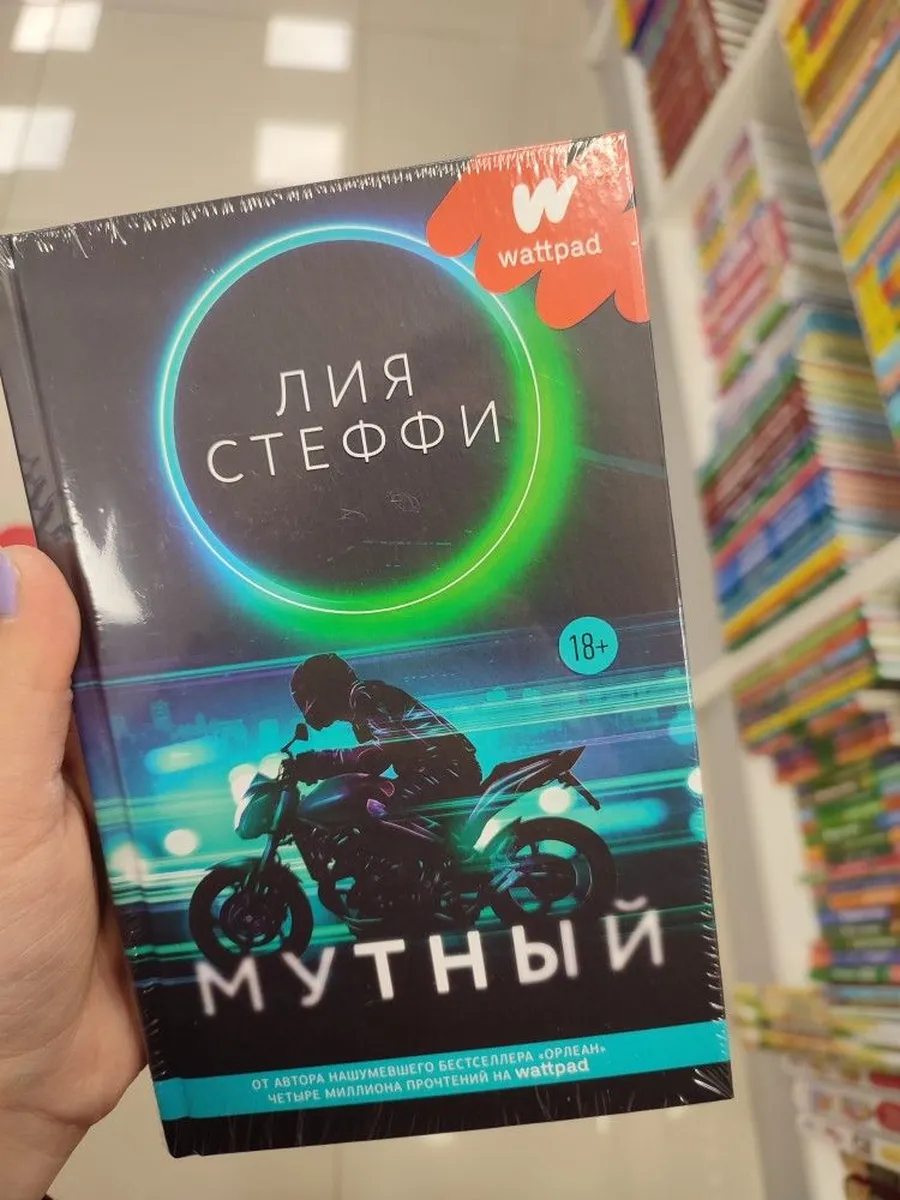 wattpad
ЛИЯ
СТЕФФИ
18+
МУТНЫЙ
ОТ АВТОРА НАШУМЕВШЕГО БЕСТСЕЛЛЕРА «ОРЛЕАН»
ЧЕТЫРЕ МИЛЛИОНА ПРОЧТЕНИЙ НА wattpad